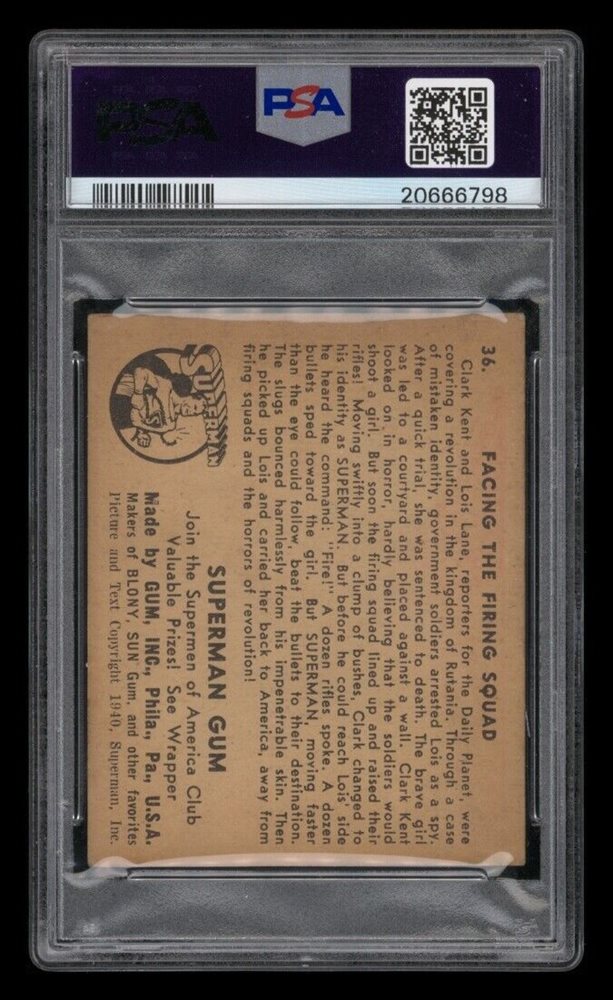 PSA
PSA
20666798
36. FACING THE FIRING SQUAD
Clark Kent and Lois Lane, reporters for the Daily Planet, were
covering a revolution in the kingdom of Rutania. Through a case
of mistaken identity, government soldiers arrested Lois as a spy.
After a quick trial, she was sentenced to death. The brave girl
was led to a courtyard and placed against a wall. Clark Kent
looked on in horror, hardly believing that the soldiers would
shoot a girl. But soon the firing squad lined up and raised their
rifles! Moving swiftly into a clump of bushes, Clark changed to
his identity as SUPERMAN. But before he could reach Lois' side
he heard the command: "Fire!" A dozen rifles spoke. A dozen
bullets sped toward the girl. But SUPERMAN, moving faster
than the eye could follow, beat the bullets to their destination.
The slugs bounced harmlessly from his impenetrable skin. Then
he picked up Lois and carried her back to America, away from
firing squads and the horrors of revolution!
SUPERMAN
SUPERMAN GUM
Join the Supermen of America Club
Valuable Prizes! See Wrapper
Made by GUM, INC., Phila., Pa., U.S.A.
Makers of BLONY, SUN Gum, and other favorites
Picture and Text Copyright 1940, Superman, Inc.